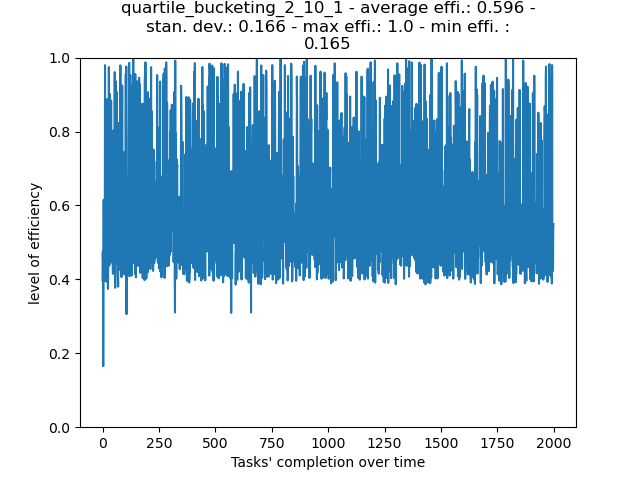 quartile_bucketing_2_10_1 - average effi.: 0.596 -
stan. dev.: 0.166 - max effi.: 1.0 - min effi. :
0.165
1.0
0.8
0.6
0.4
0.2
0.0
level of efficiency
0 250 500 750 1000 1250 1500 1750 2000
Tasks' completion over time